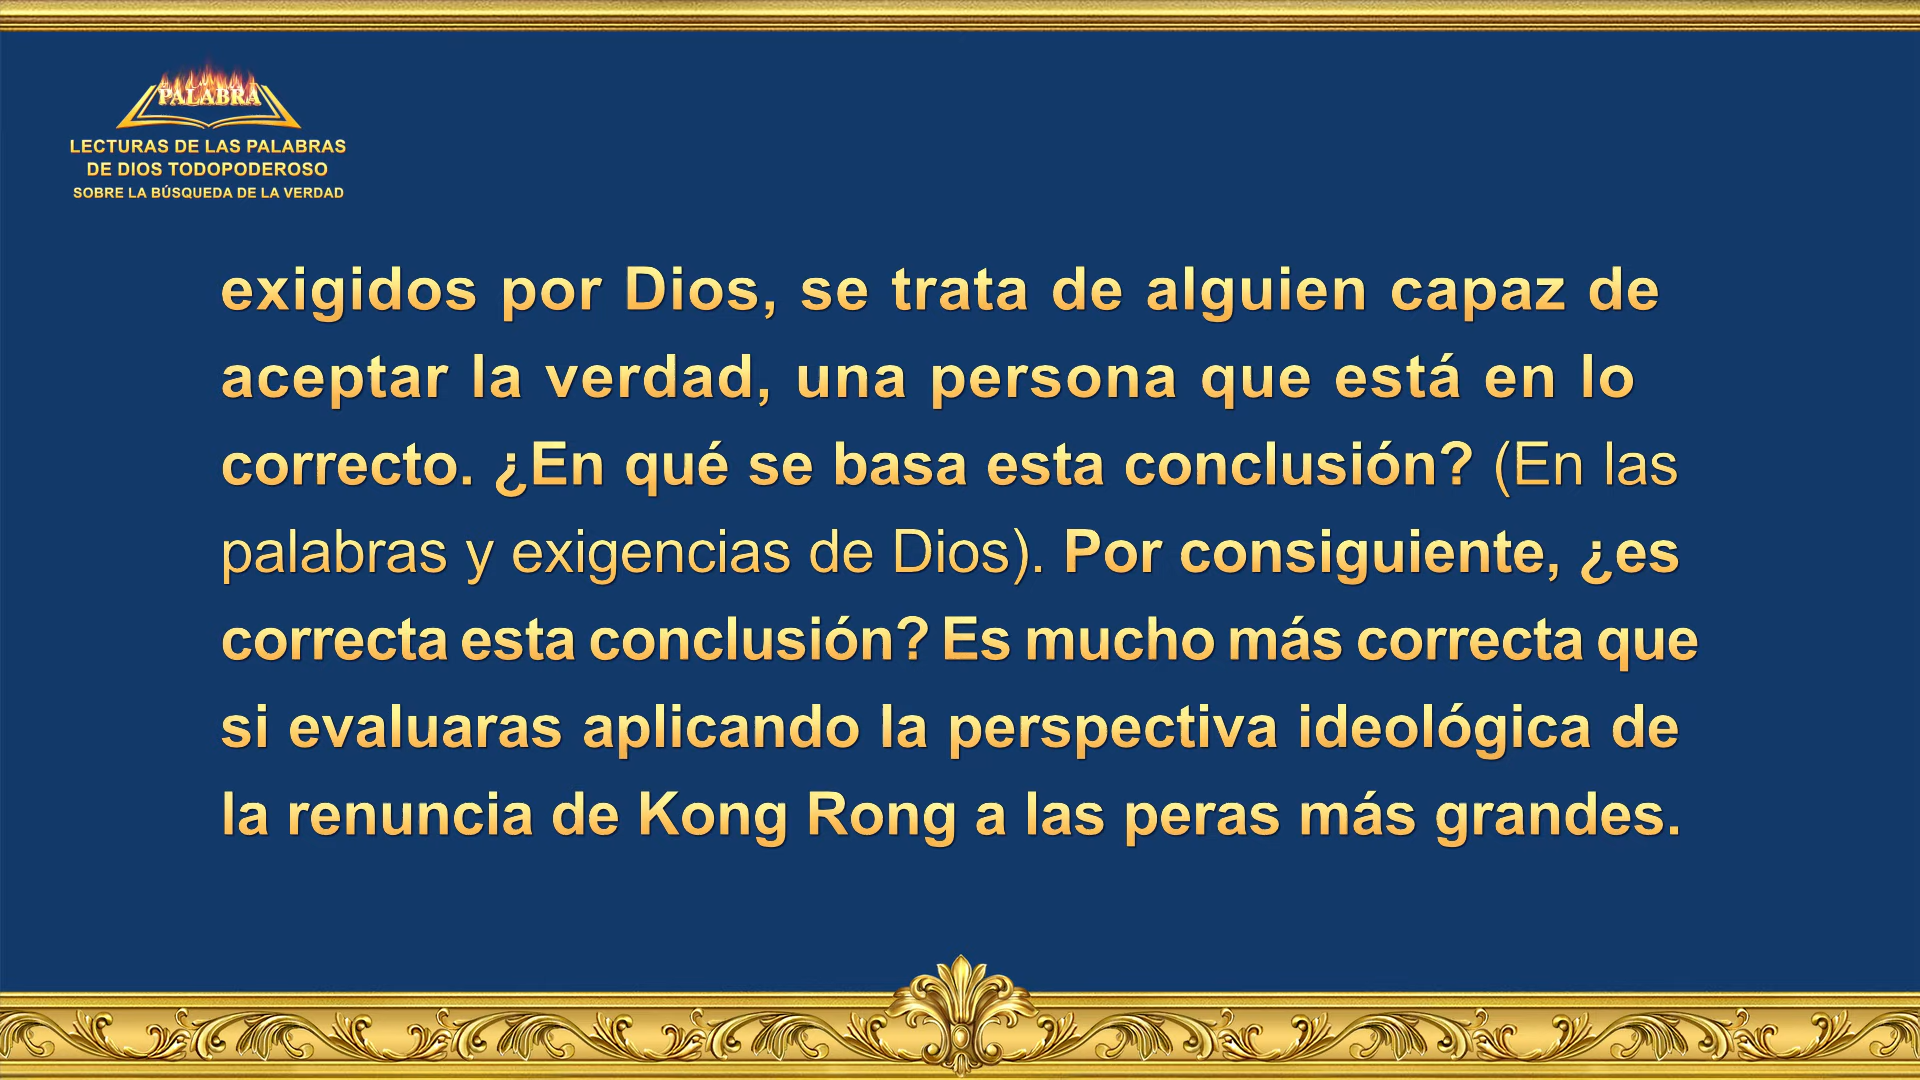 PALABRA
LECTURAS DE LAS PALABRAS
DE DIOS TODOPODEROSO
SOBRE LA BÚSQUEDA DE LA VERDAD
exigidos por Dios, se trata de alguien capaz de
aceptar la verdad, una persona que está en lo
correcto. ¿En qué se basa esta conclusión? (En las
palabras y exigencias de Dios). Por consiguiente, ¿es
correcta esta conclusión? Es mucho más correcta que
si evaluaras aplicando la perspectiva ideológica de
la renuncia de Kong Rong a las peras más grandes.